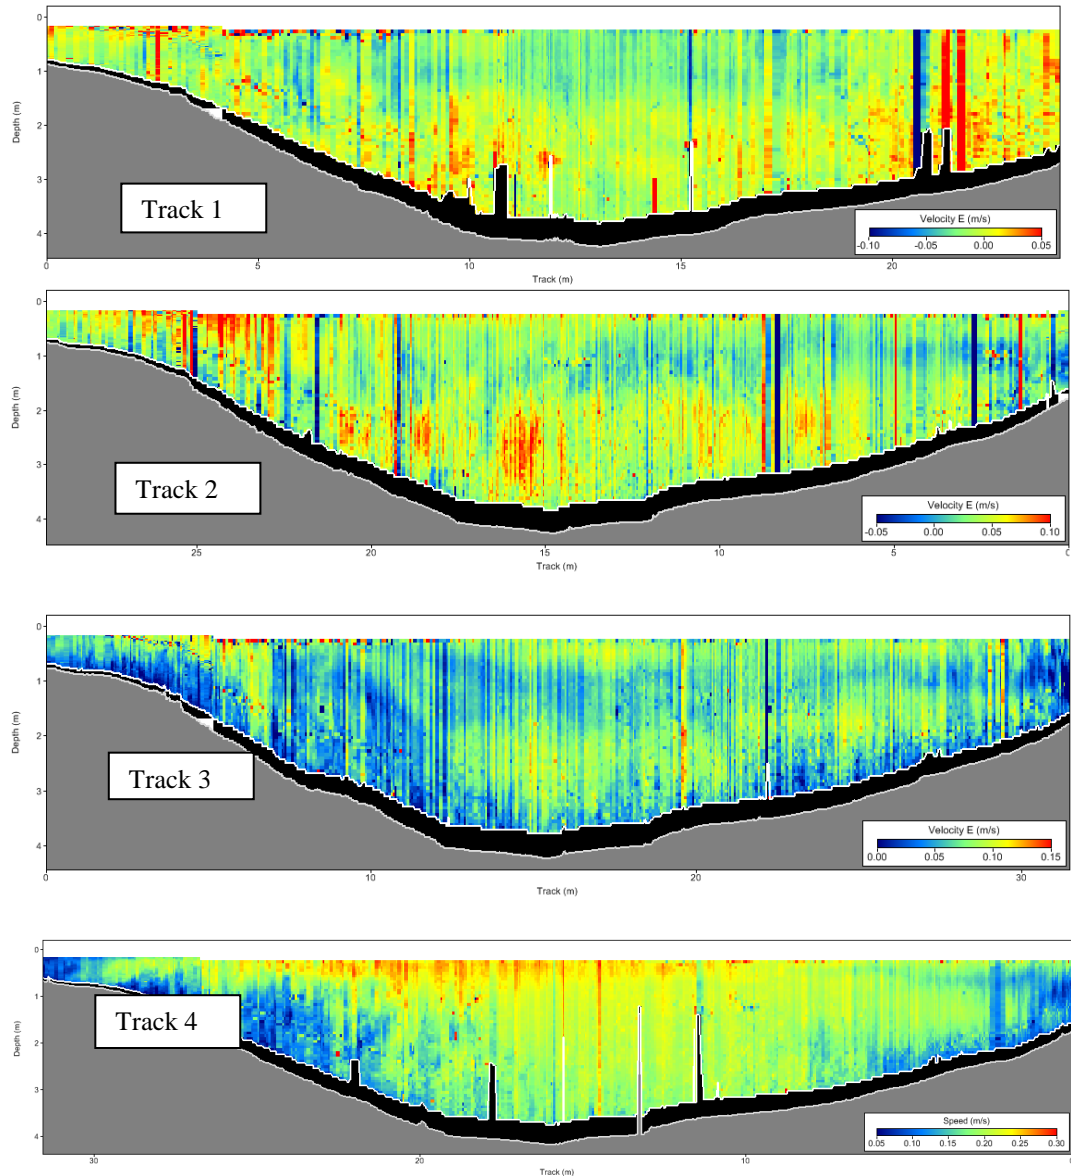 0
1
2
3
4
Depth (m)
Track 1
Velocity E (m/s)
-0.10 -0.05 0.00 0.05
0 5 10 15 20
Track (m)
0
1
2
3
4
Depth (m)
Track 2
Velocity E (m/s)
-0.05 0.00 0.05 0.10
25 20 15 10 5 0
Track (m)
0
1
2
3
4
Depth (m)
Track 3
Velocity E (m/s)
0.00 0.05 0.10 0.15
0 10 20 30
Track (m)
0
1
2
3
4
Depth (m)
Track 4
Speed (m/s)
0.05 0.10 0.15 0.20 0.25 0.30
30 20 10 0
Track (m)